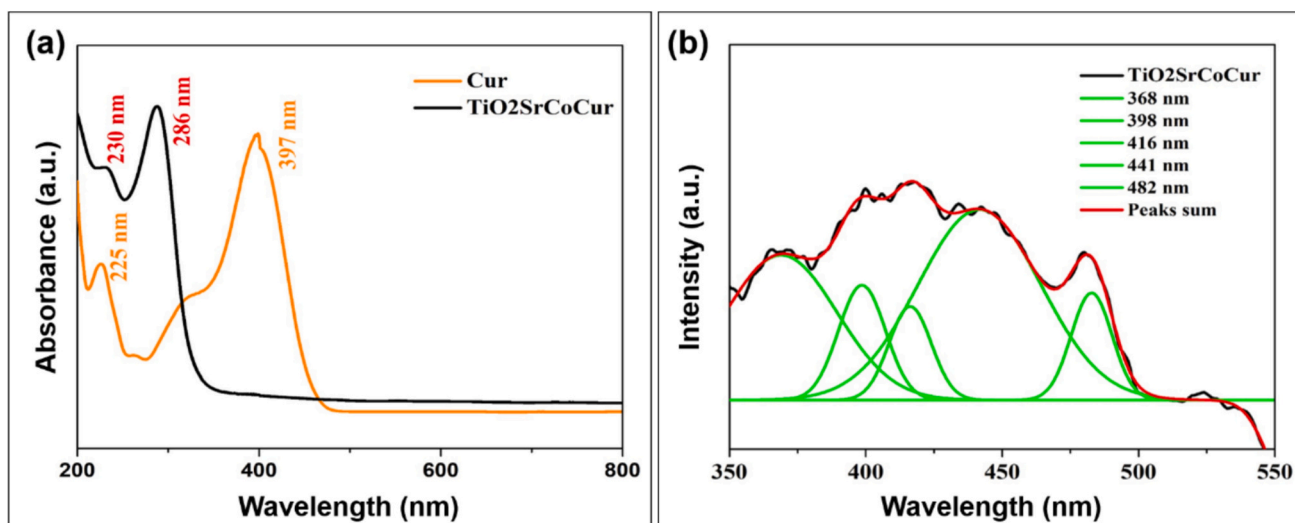 (a)
Absorbance (a.u.)
230 nm
225 nm
286 nm
397 nm
Cur
TiO2SrCoCur
200
400
600
800
Wavelength (nm)
(b)
Intensity (a.u.)
TiO2SrCoCur
368 nm
398 nm
416 nm
441 nm
482 nm
Peaks sum
350
400
450
500
550
Wavelength (nm)